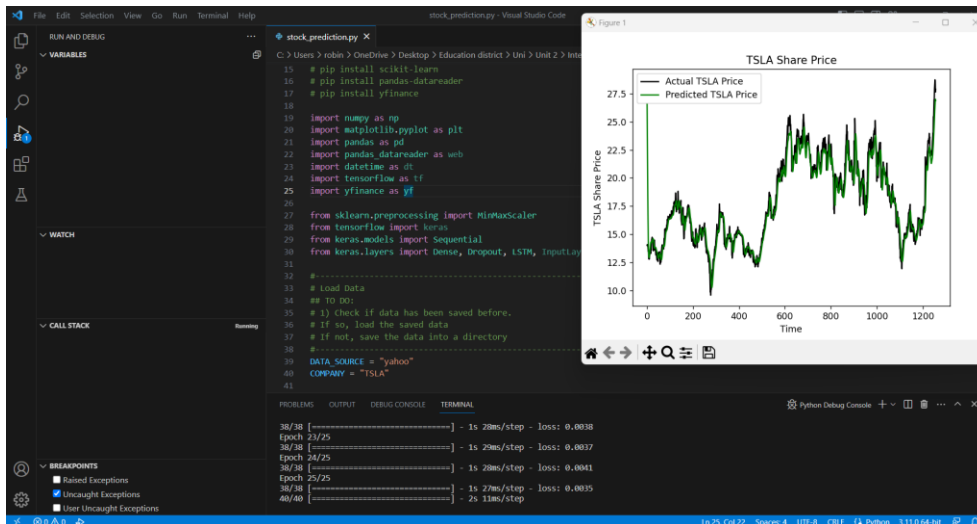 File Edit Selection View Go Run Terminal Help
stock_prediction.py - Visual Studio Code
RUN AND DEBUG
VARIABLES
WATCH
CALL STACK
Running
BREAKPOINTS
Raised Exceptions
Uncaught Exceptions
User Uncaught Exceptions
stock_prediction.py
C: > Users > robin > OneDrive > Desktop > Education district > Uni > Unit 2 > Inte
15 # pip install scikit-learn
16 # pip install pandas-datareader
17 # pip install yfinance
18
19 import numpy as np
20 import matplotlib.pyplot as plt
21 import pandas as pd
22 import pandas_datareader as web
23 import datetime as dt
24 import tensorflow as tf
25 import yfinance as yf
26
27 from sklearn.preprocessing import MinMaxScaler
28 from tensorflow import keras
29 from keras.models import Sequential
30 from keras.layers import Dense, Dropout, LSTM, InputLay
31
32 #------------------------------------------------------
33 # Load Data
34 ## TO DO:
35 # 1) Check if data has been saved before.
36 # If so, load the saved data
37 # If not, save the data into a directory
38 #------------------------------------------------------
39 DATA_SOURCE = "yahoo"
40 COMPANY = "TSLA"
41
PROBLEMS OUTPUT DEBUG CONSOLE TERMINAL
Python Debug Console
38/38 [==============================] - 1s 28ms/step - loss: 0.0038
Epoch 23/25
38/38 [==============================] - 1s 29ms/step - loss: 0.0037
Epoch 24/25
38/38 [==============================] - 1s 28ms/step - loss: 0.0041
Epoch 25/25
38/38 [==============================] - 1s 27ms/step - loss: 0.0035
40/40 [==============================] - 2s 11ms/step
Figure 1
TSLA Share Price
Actual TSLA Price
Predicted TSLA Price
TSLA Share Price
27.5
25.0
22.5
20.0
17.5
15.0
12.5
10.0
0 200 400 600 800 1000 1200
Time
0 0 Ln 25, Col 22 Spaces: 4 UTF-8 CRLF Python 3.11.0 64-bit